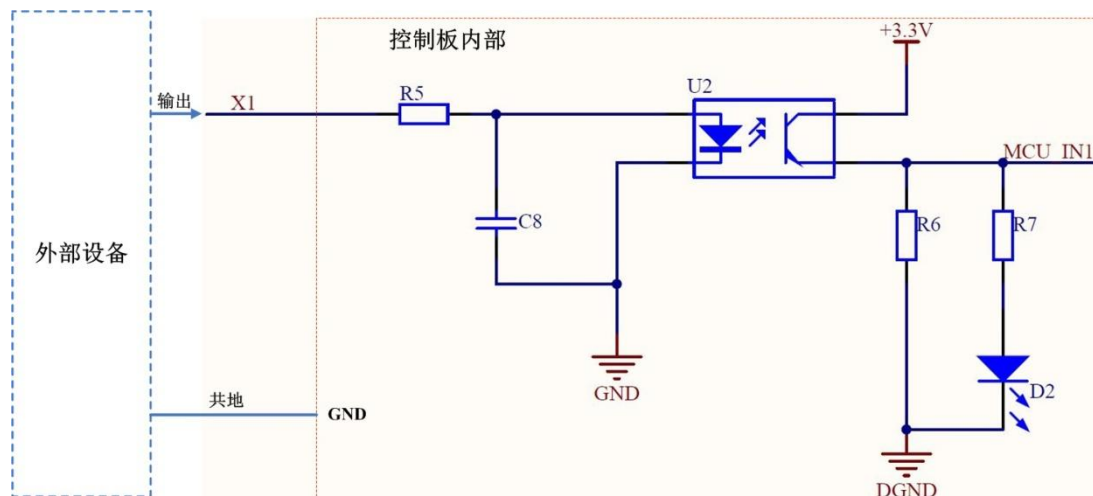 控制板内部
+3.3V
U2
输出
X1
R5
MCU_IN1
C8
R6
R7
外部设备
GND
D2
共地
GND
DGND